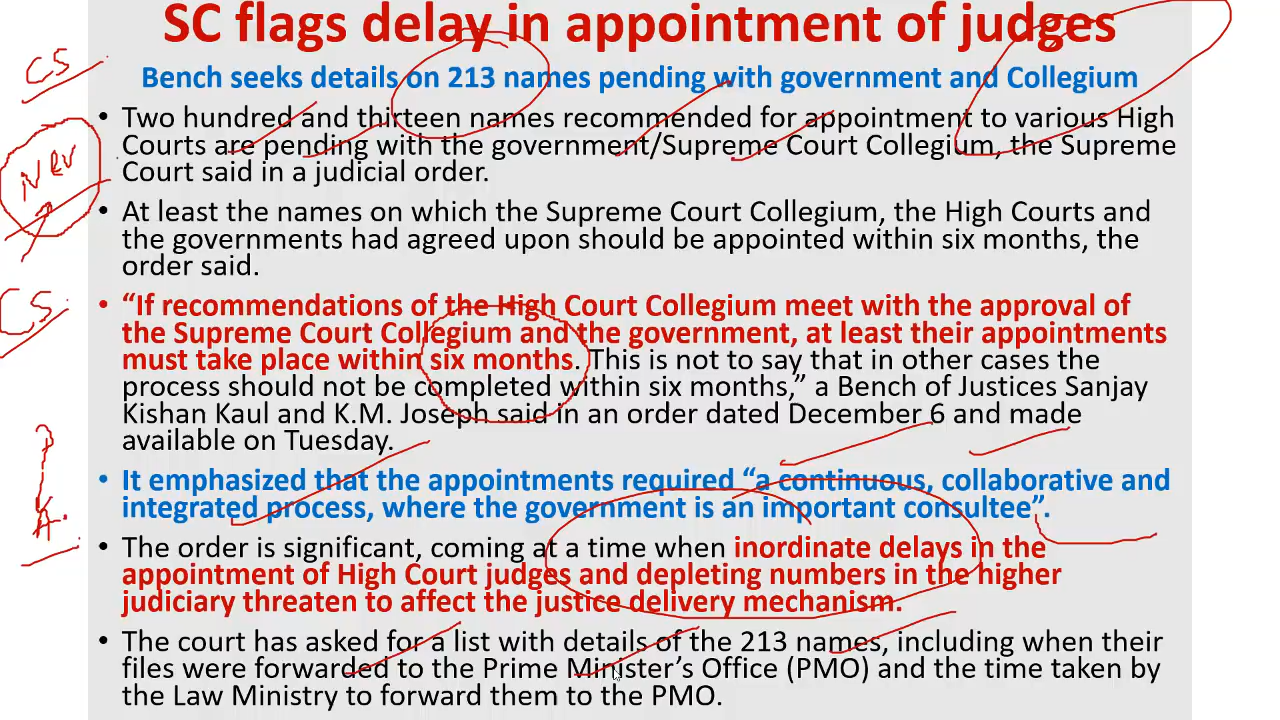 SC flags delay in appointment of judges
Bench seeks details on 213 names pending with government and Collegium
• Two hundred and thirteen names recommended for appointment to various High
Courts are pending with the government/Supreme Court Collegium, the Supreme
Court said in a judicial order.
• At least the names on which the Supreme Court Collegium, the High Courts and
the governments had agreed upon should be appointed within six months, the
order said.
• “If recommendations of the High Court Collegium meet with the approval of
the Supreme Court Collegium and the government, at least their appointments
must take place within six months. This is not to say that in other cases the
process should not be completed within six months,” a Bench of Justices Sanjay
Kishan Kaul and K.M. Joseph said in an order dated December 6 and made
available on Tuesday.
• It emphasized that the appointments required “a continuous, collaborative and
integrated process, where the government is an important consultee”.
• The order is significant, coming at a time when inordinate delays in the
appointment of High Court judges and depleting numbers in the higher
judiciary threaten to affect the justice delivery mechanism.
• The court has asked for a list with details of the 213 names, including when their
files were forwarded to the Prime Minister’s Office (PMO) and the time taken by
the Law Ministry to forward them to the PMO.
CS
CS